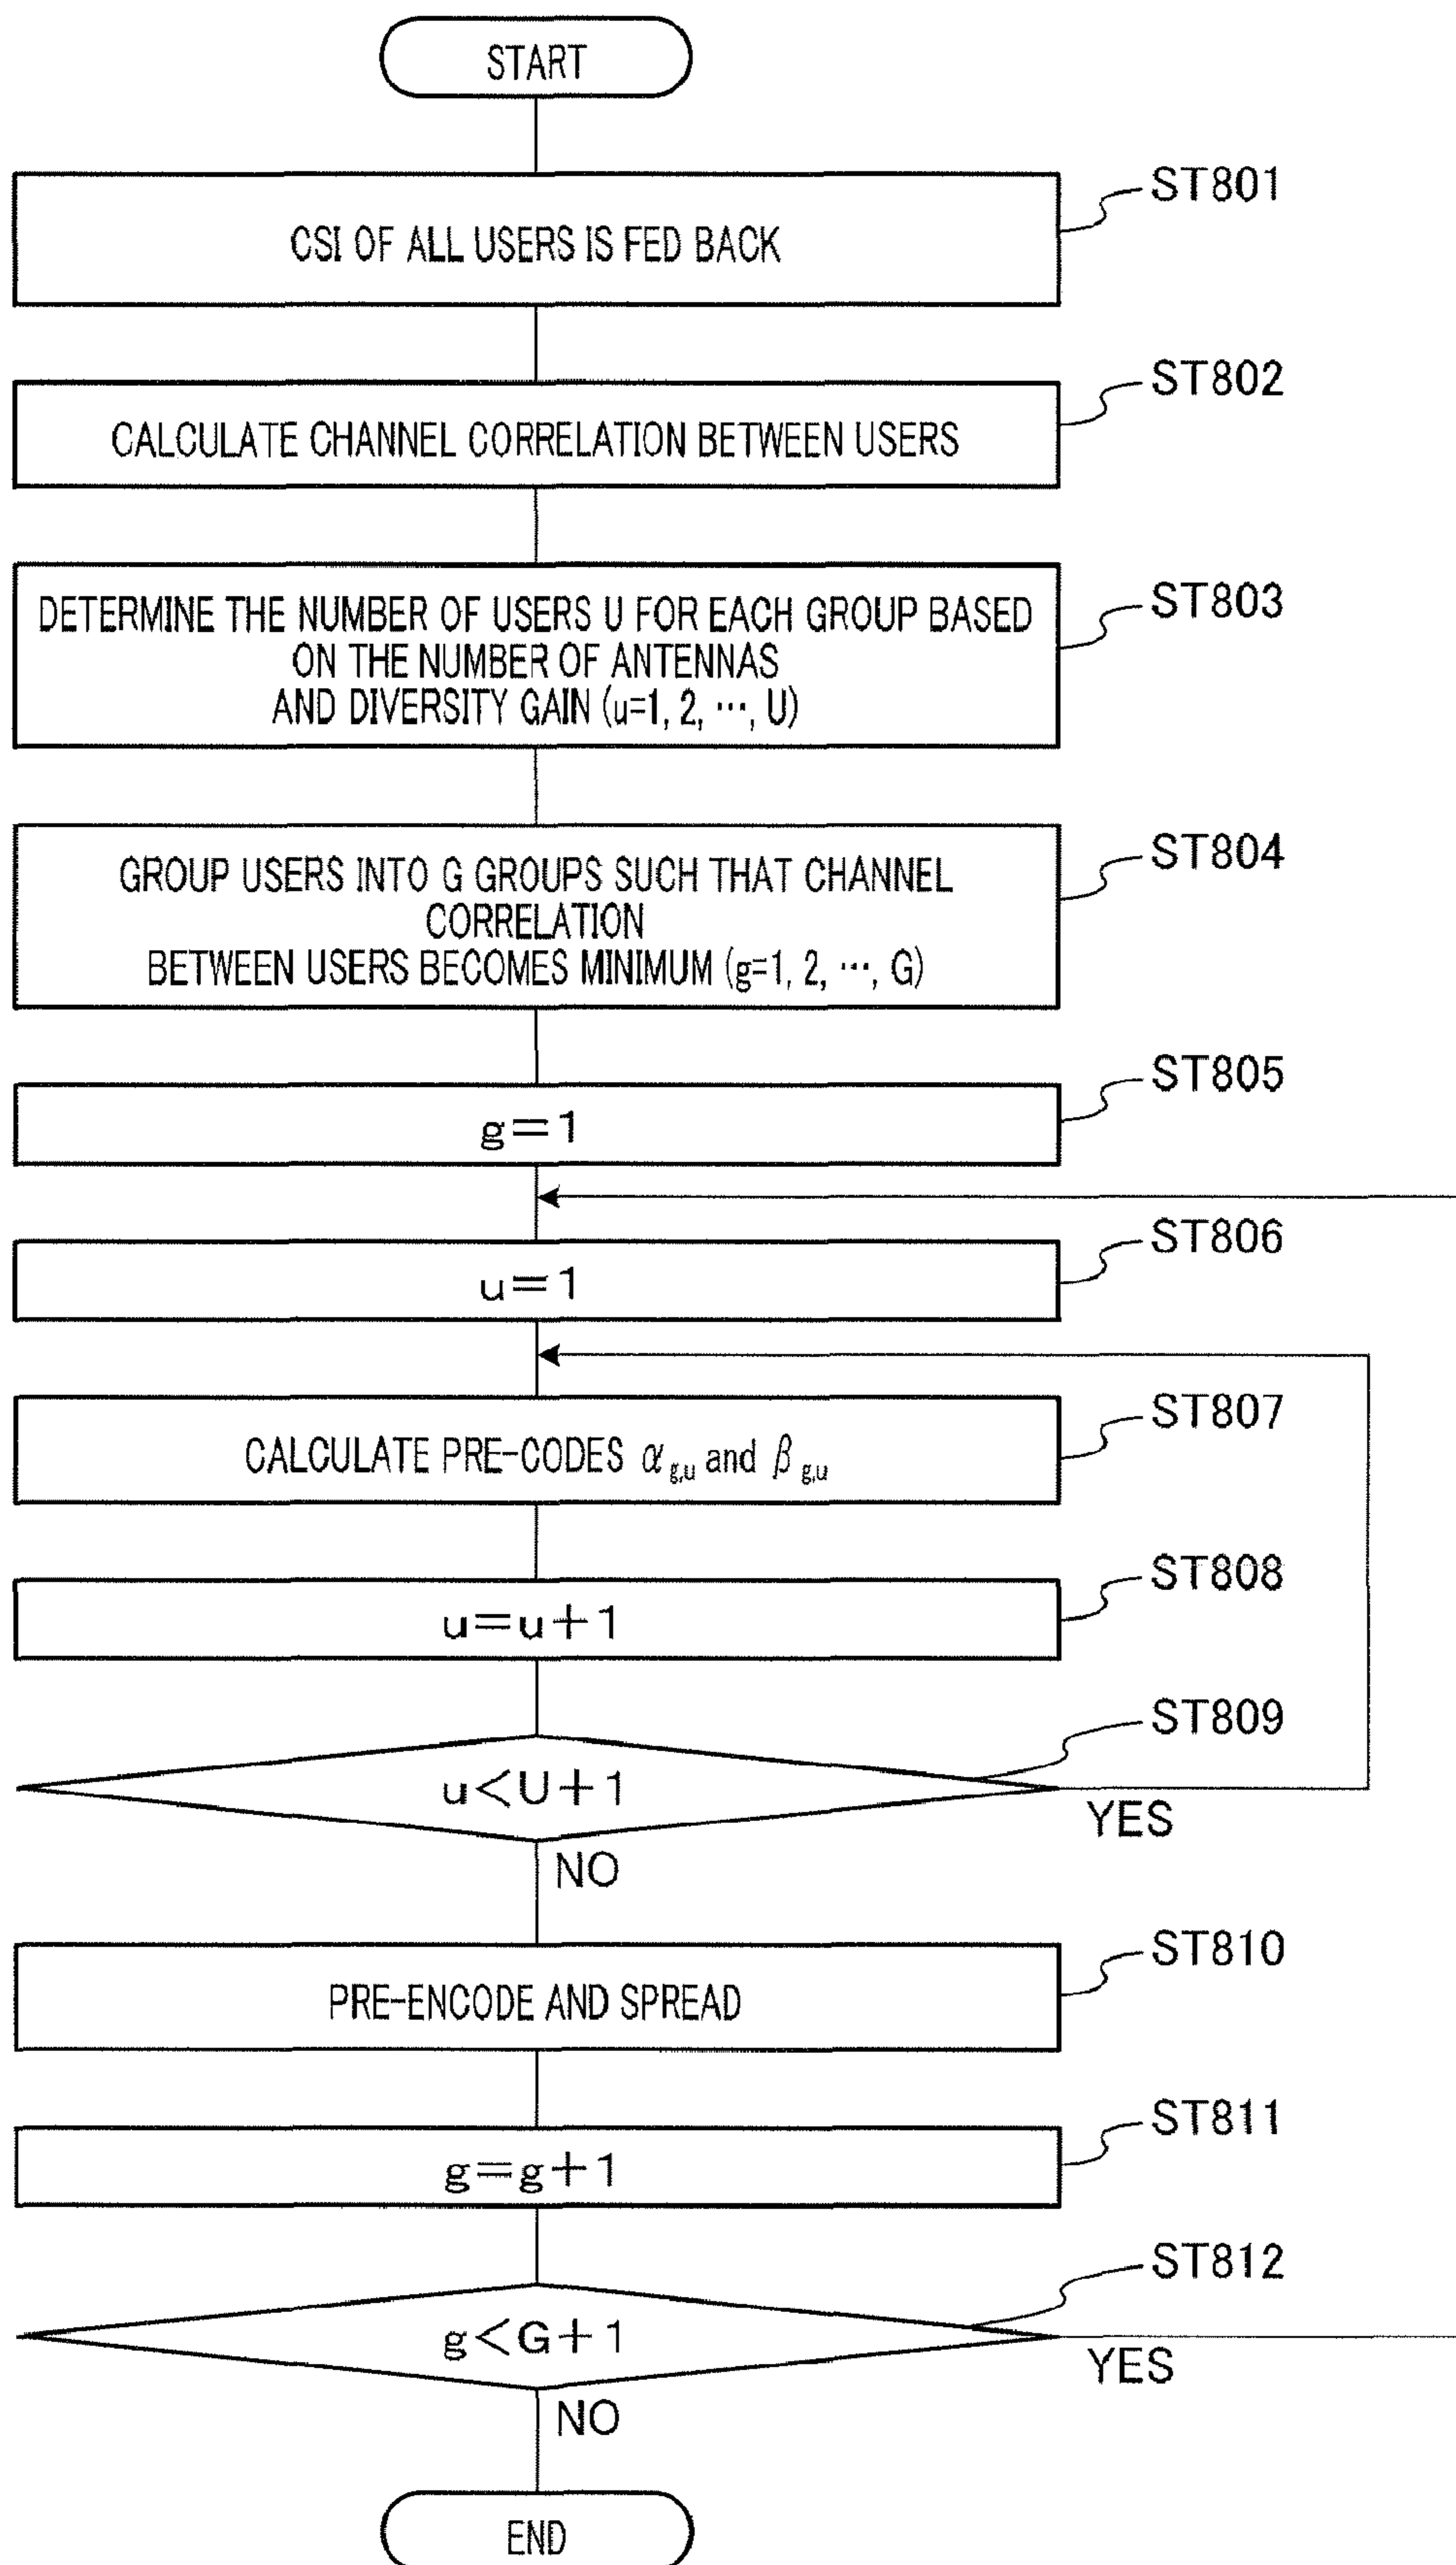 START
CSI OF ALL USERS IS FED BACK
ST801
CALCULATE CHANNEL CORRELATION BETWEEN USERS
ST802
DETERMINE THE NUMBER OF USERS U FOR EACH GROUP BASED
ON THE NUMBER OF ANTENNAS
AND DIVERSITY GAIN (u=1, 2, ⋯, U)
ST803
GROUP USERS INTO G GROUPS SUCH THAT CHANNEL
CORRELATION
BETWEEN USERS BECOMES MINIMUM (g=1, 2, ⋯, G)
ST804
g=1
ST805
u=1
ST806
CALCULATE PRE-CODES α g,u and β g,u
ST807
u=u+1
ST808
u<U+1
ST809
YES
NO
PRE-ENCODE AND SPREAD
ST810
g=g+1
ST811
g<G+1
ST812
YES
NO
END